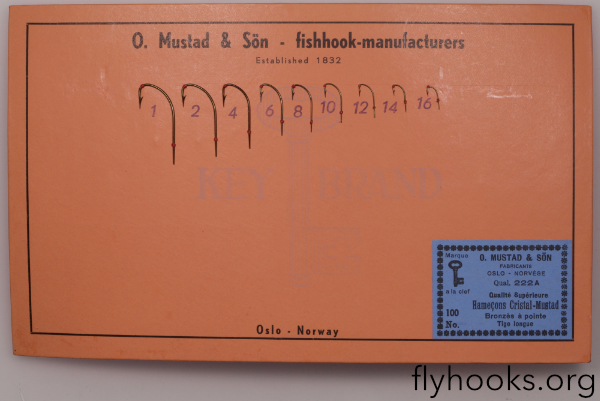 O. Mustad & Sön - fishhook-manufacturers
Established 1832
1 2 4 6 8 10 12 14 16
KEY BRAND
Marque
à la clef
O. MUSTAD & SÖN
FABRICANTS
OSLO - NORVÈGE
Qual. 222A
Qualité Supérieure
Hameçons Cristal-Mustad
100
No.
Bronzés à pointe
Tige longue
Oslo - Norway
flyhooks.org